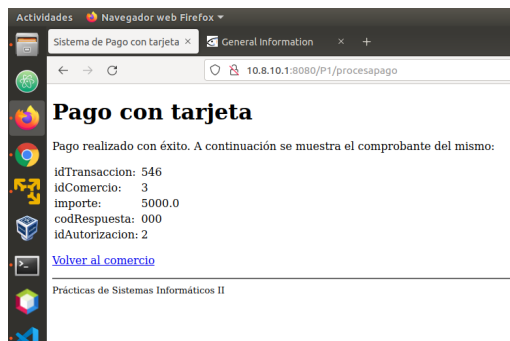 Actividades Navegador web Firefox
Sistema de Pago con tarjeta × General Information × +
10.8.10.1:8080/P1/procesapago
Pago con tarjeta
Pago realizado con éxito. A continuación se muestra el comprobante del mismo:
idTransaccion: 546
idComercio: 3
importe: 5000.0
codRespuesta: 000
idAutorizacion: 2
Volver al comercio
Prácticas de Sistemas Informáticos II